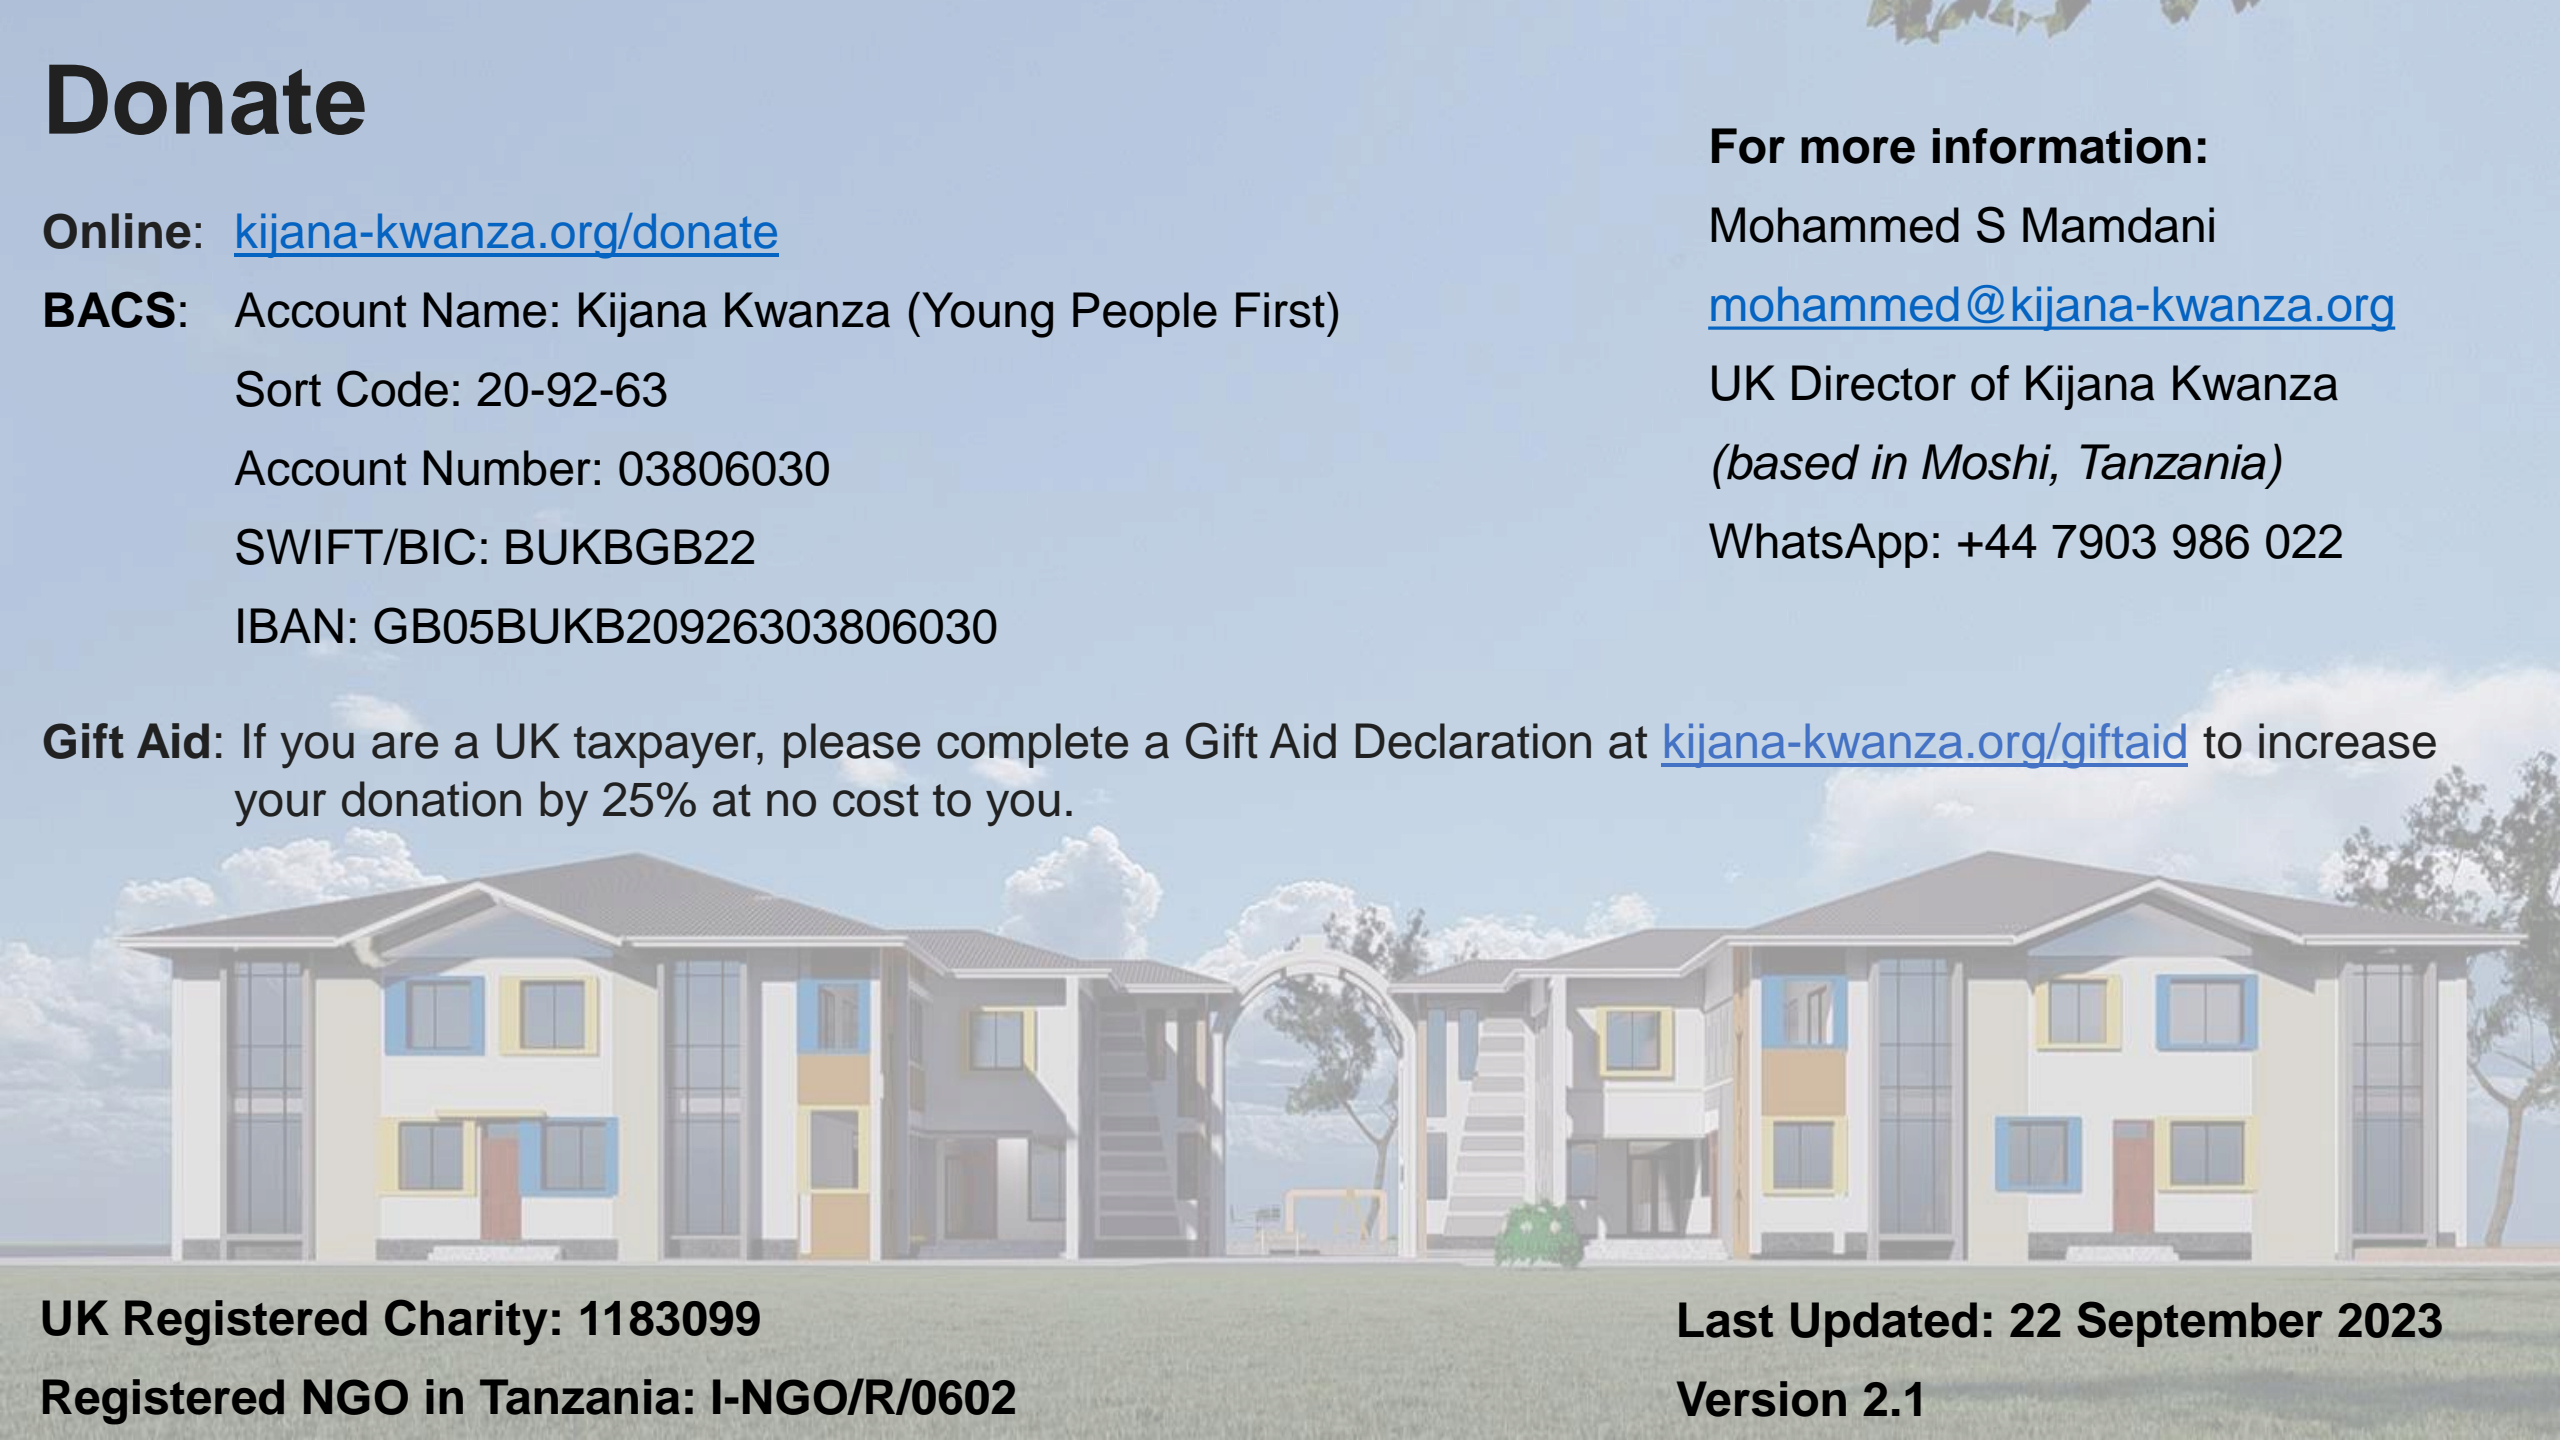 Donate
Online: kijana-kwanza.org/donate
BACS: Account Name: Kijana Kwanza (Young People First)
Sort Code: 20-92-63
Account Number: 03806030
SWIFT/BIC: BUKBGB22
IBAN: GB05BUKB20926303806030
For more information:
Mohammed S Mamdani
mohammed@kijana-kwanza.org
UK Director of Kijana Kwanza
(based in Moshi, Tanzania)
WhatsApp: +44 7903 986 022
Gift Aid: If you are a UK taxpayer, please complete a Gift Aid Declaration at kijana-kwanza.org/giftaid to increase
your donation by 25% at no cost to you.
UK Registered Charity: 1183099
Registered NGO in Tanzania: I-NGO/R/0602
Last Updated: 22 September 2023
Version 2.1